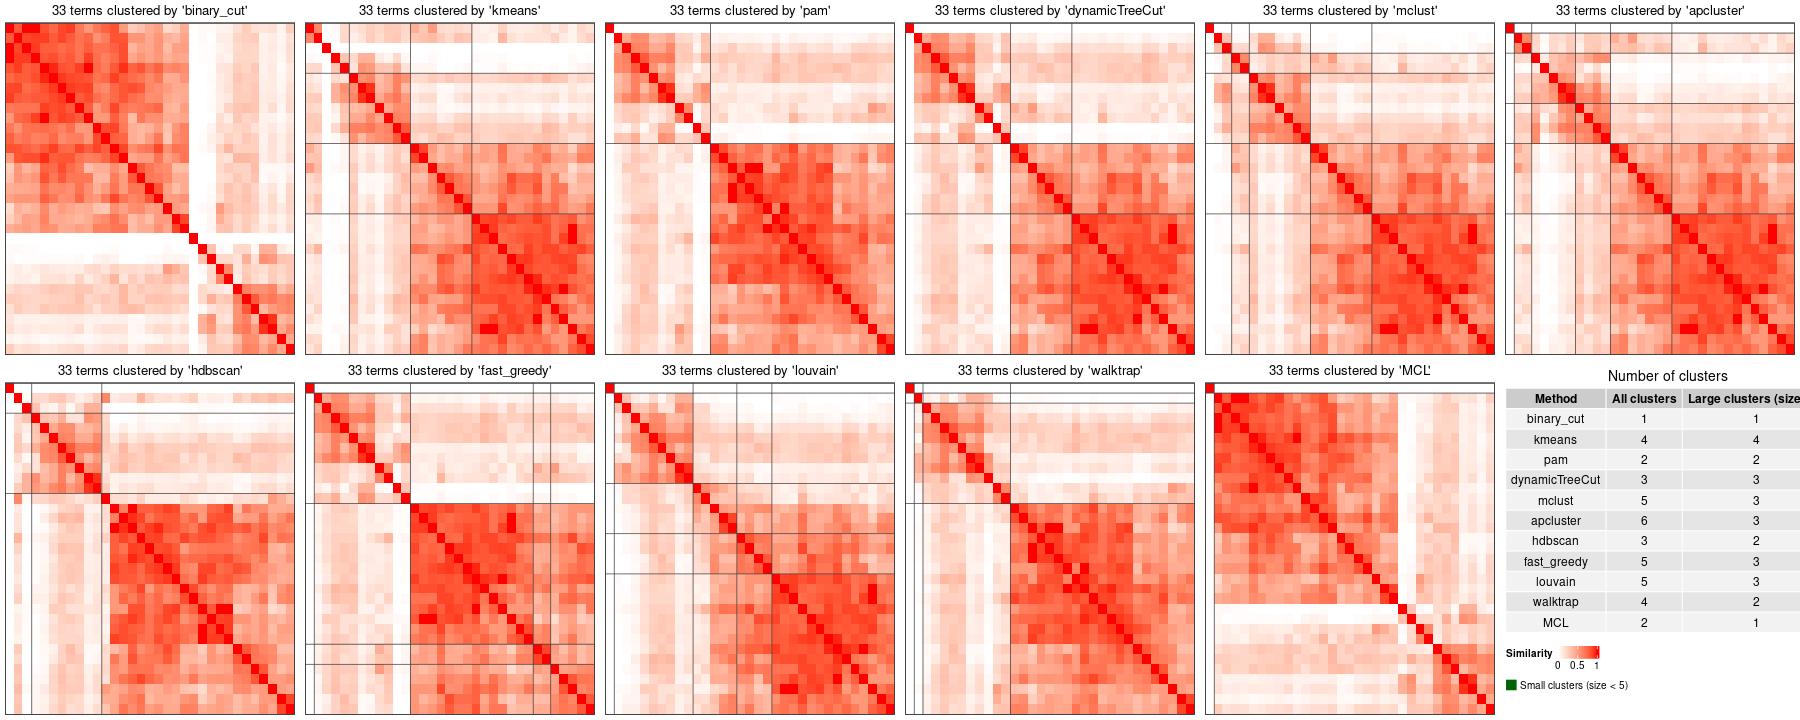 33 terms clustered by 'binary_cut'
33 terms clustered by 'kmeans'
33 terms clustered by 'pam'
33 terms clustered by 'dynamicTreeCut'
33 terms clustered by 'mclust'
33 terms clustered by 'apcluster'
33 terms clustered by 'hdbscan'
33 terms clustered by 'fast_greedy'
33 terms clustered by 'louvain'
33 terms clustered by 'walktrap'
33 terms clustered by 'MCL'
Number of clusters
Method All clusters Large clusters (size
binary_cut 1 1
kmeans 4 4
pam 2 2
dynamicTreeCut 3 3
mclust 5 3
apcluster 6 3
hdbscan 3 2
fast_greedy 5 3
louvain 5 3
walktrap 4 2
MCL 2 1
Similarity
0 0.5 1
Small clusters (size < 5)